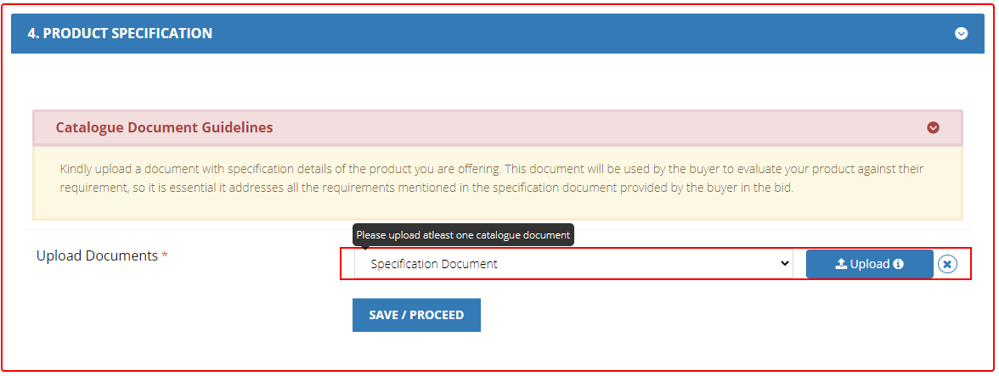 4. PRODUCT SPECIFICATION
Catalogue Document Guidelines
Kindly upload a document with specification details of the product you are offering. This document will be used by the buyer to evaluate your product against their
requirement, so it is essential it addresses all the requirements mentioned in the specification document provided by the buyer in the bid.
Please upload atleast one catalogue document
Upload Documents *
Specification Document
Upload
SAVE / PROCEED